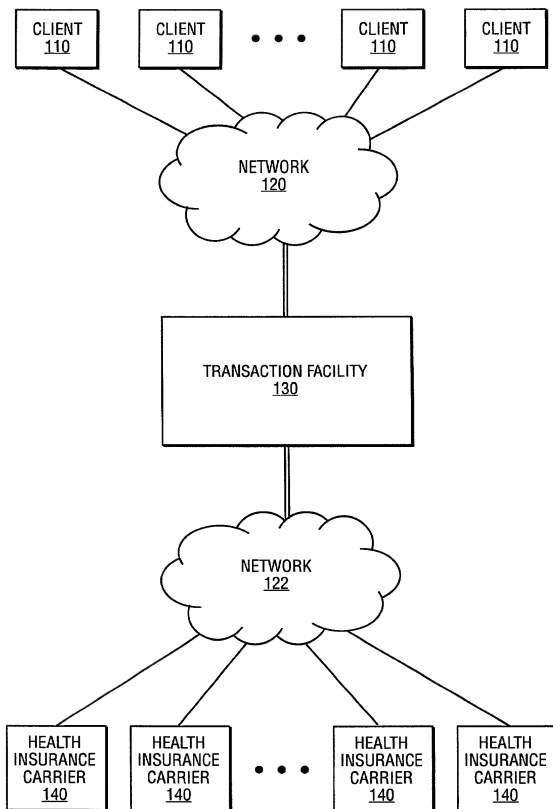 CLIENT CLIENT • • • CLIENT CLIENT
110 110 110 110
NETWORK
120
TRANSACTION FACILITY
130
NETWORK
122
HEALTH HEALTH HEALTH HEALTH
INSURANCE INSURANCE • • • INSURANCE INSURANCE
CARRIER CARRIER CARRIER CARRIER
140 140 140 140